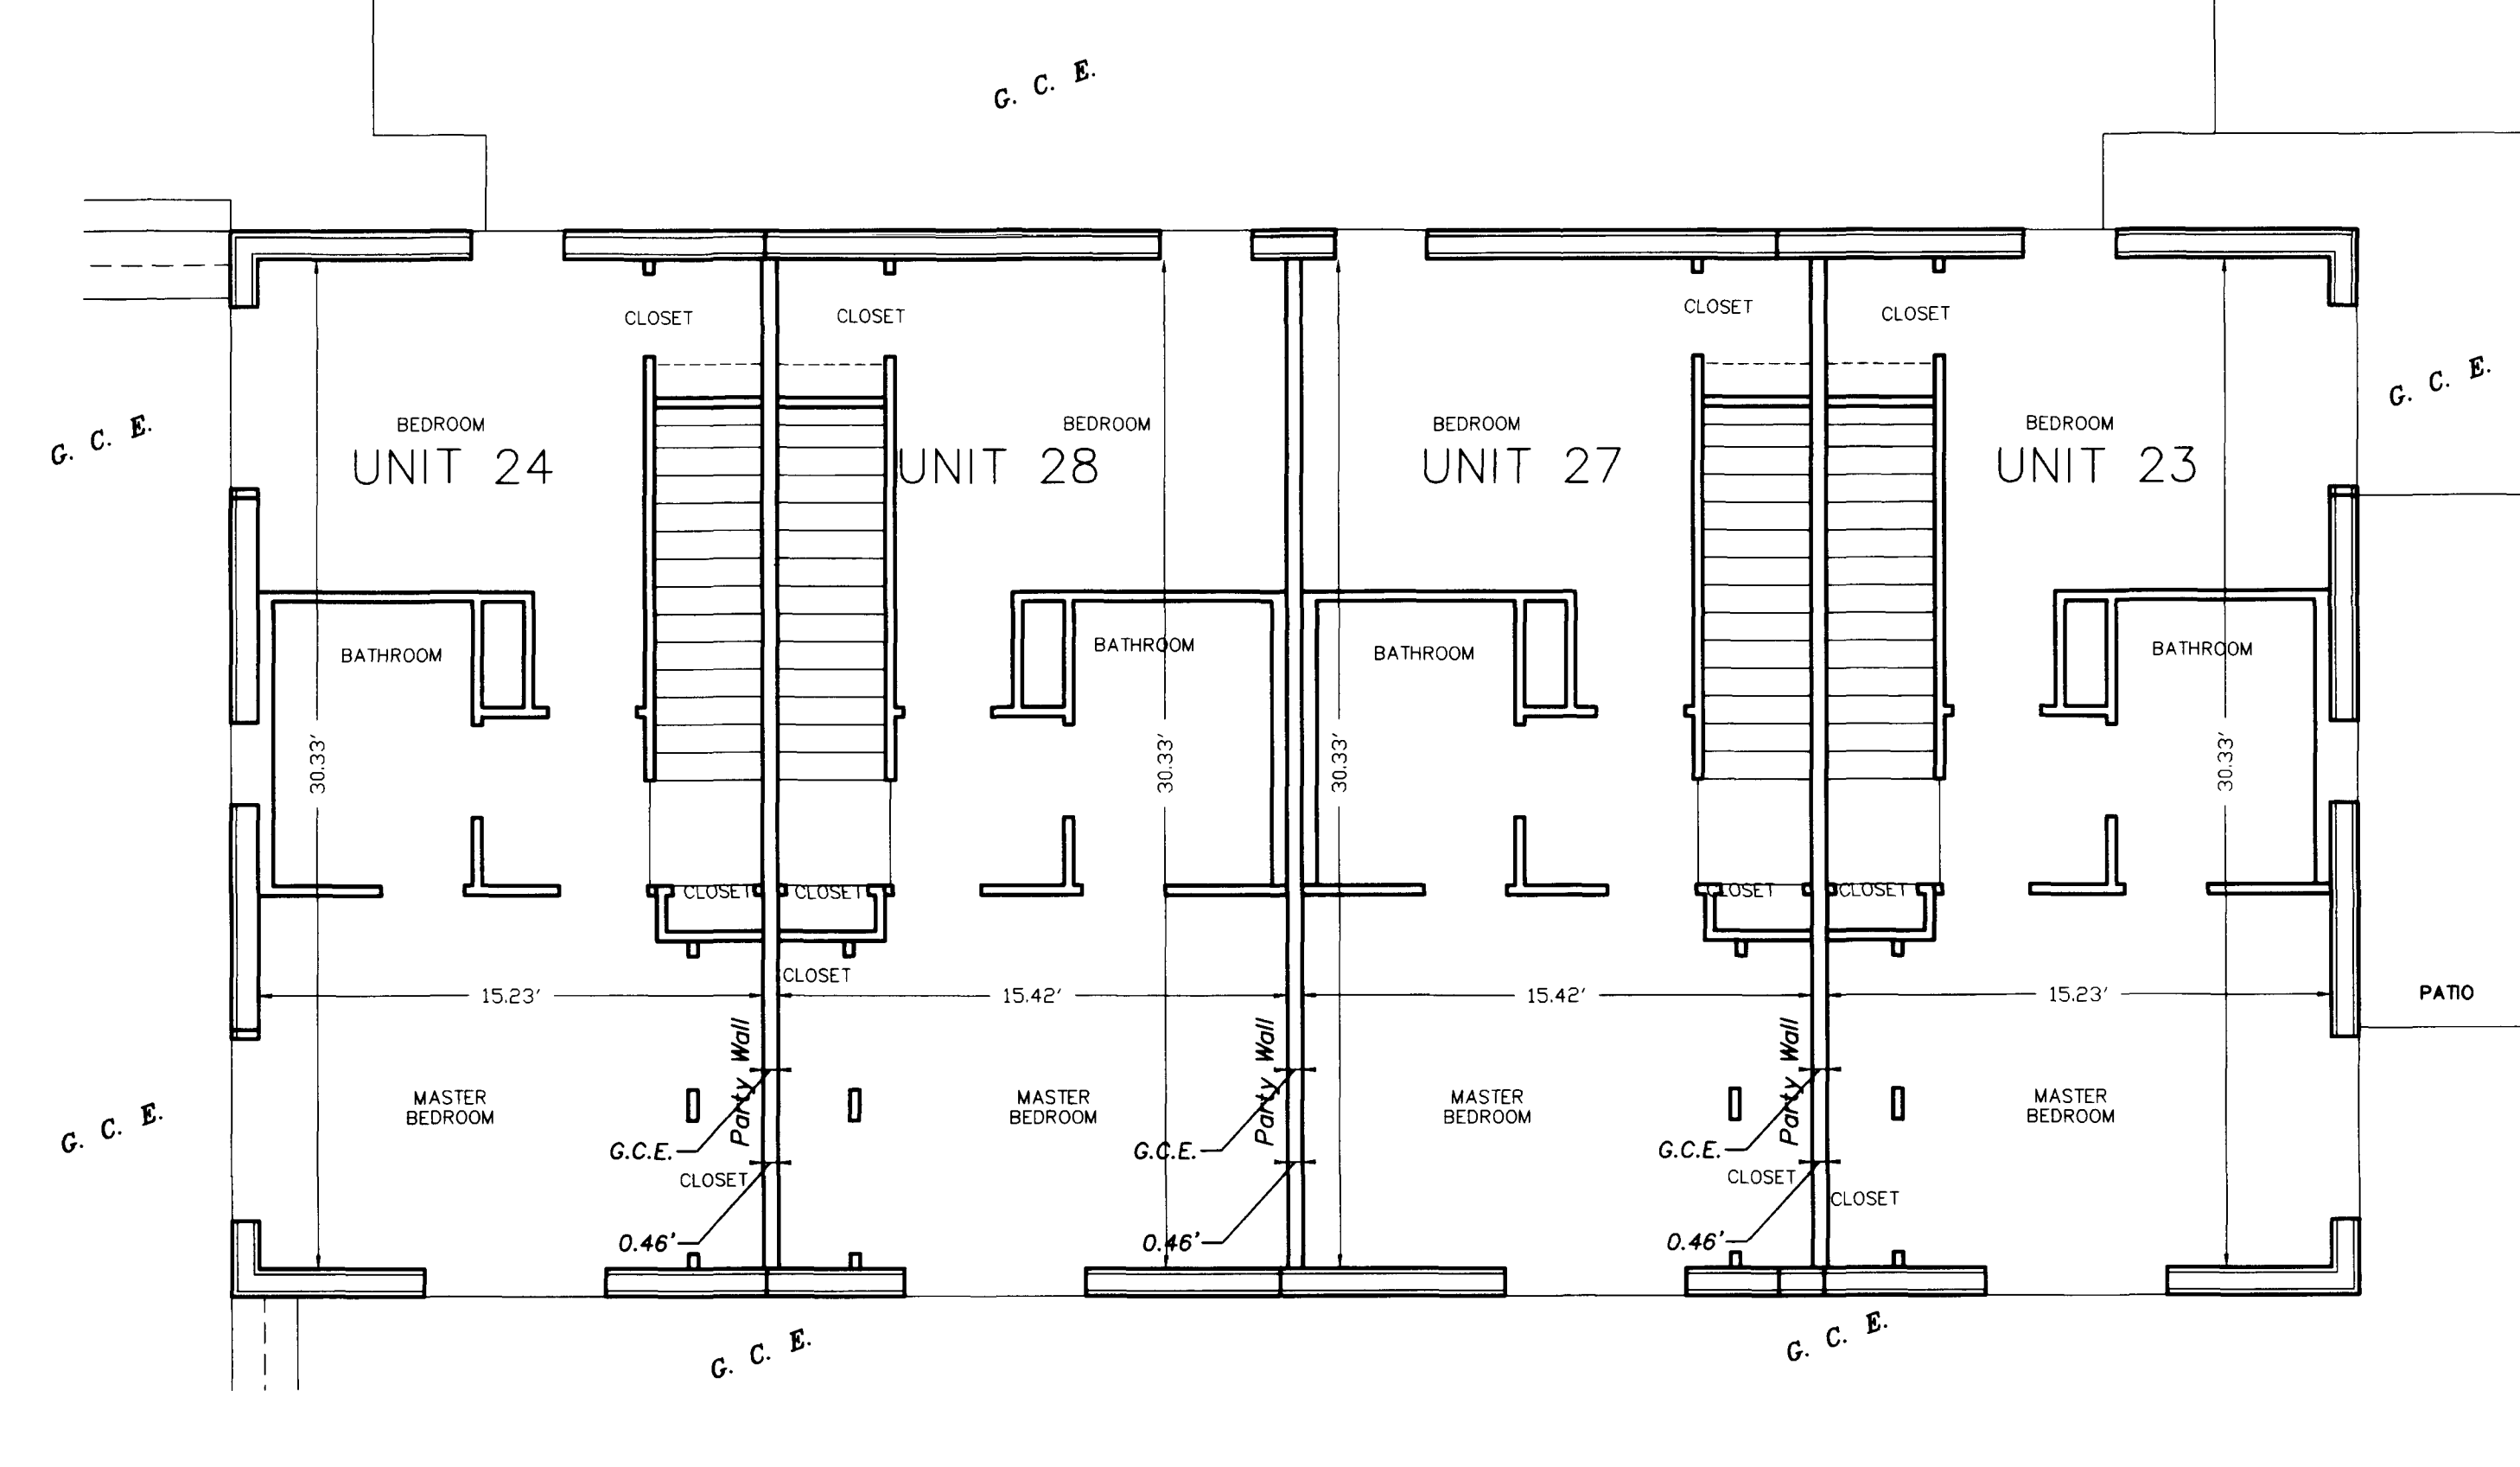 G. C. E.
CLOSET
CLOSET
CLOSET
CLOSET
G. C. E.
G. C. E.
BEDROOM
BEDROOM
BEDROOM
BEDROOM
UNIT 24
UNIT 28
UNIT 27
UNIT 23
BATHROOM
BATHROOM
BATHROOM
BATHROOM
30.33'
30.33'
30.33'
30.33'
CLOSET
CLOSET
CLOSET
CLOSET
CLOSET
15.23'
15.42'
15.42'
15.23'
PATIO
Party Wall
Party Wall
Party Wall
G. C. E.
MASTER
BEDROOM
MASTER
BEDROOM
MASTER
BEDROOM
MASTER
BEDROOM
G.C.E.
G.C.E.
G.C.E.
CLOSET
CLOSET
CLOSET
0.46'
0.46'
0.46'
G. C. E.
G. C. E.